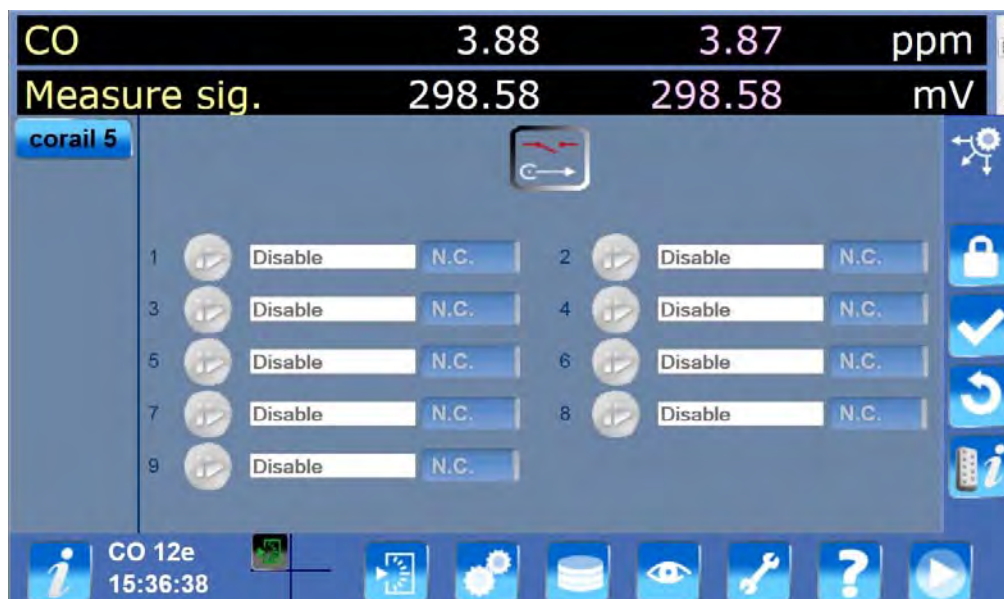 CO 3.88 3.87 ppm
Measure sig. 298.58 298.58 mV
corail 5
1 Disable N.C. 2 Disable N.C.
3 Disable N.C. 4 Disable N.C.
5 Disable N.C. 6 Disable N.C.
7 Disable N.C. 8 Disable N.C.
9 Disable N.C.
CO 12e
15:36:38